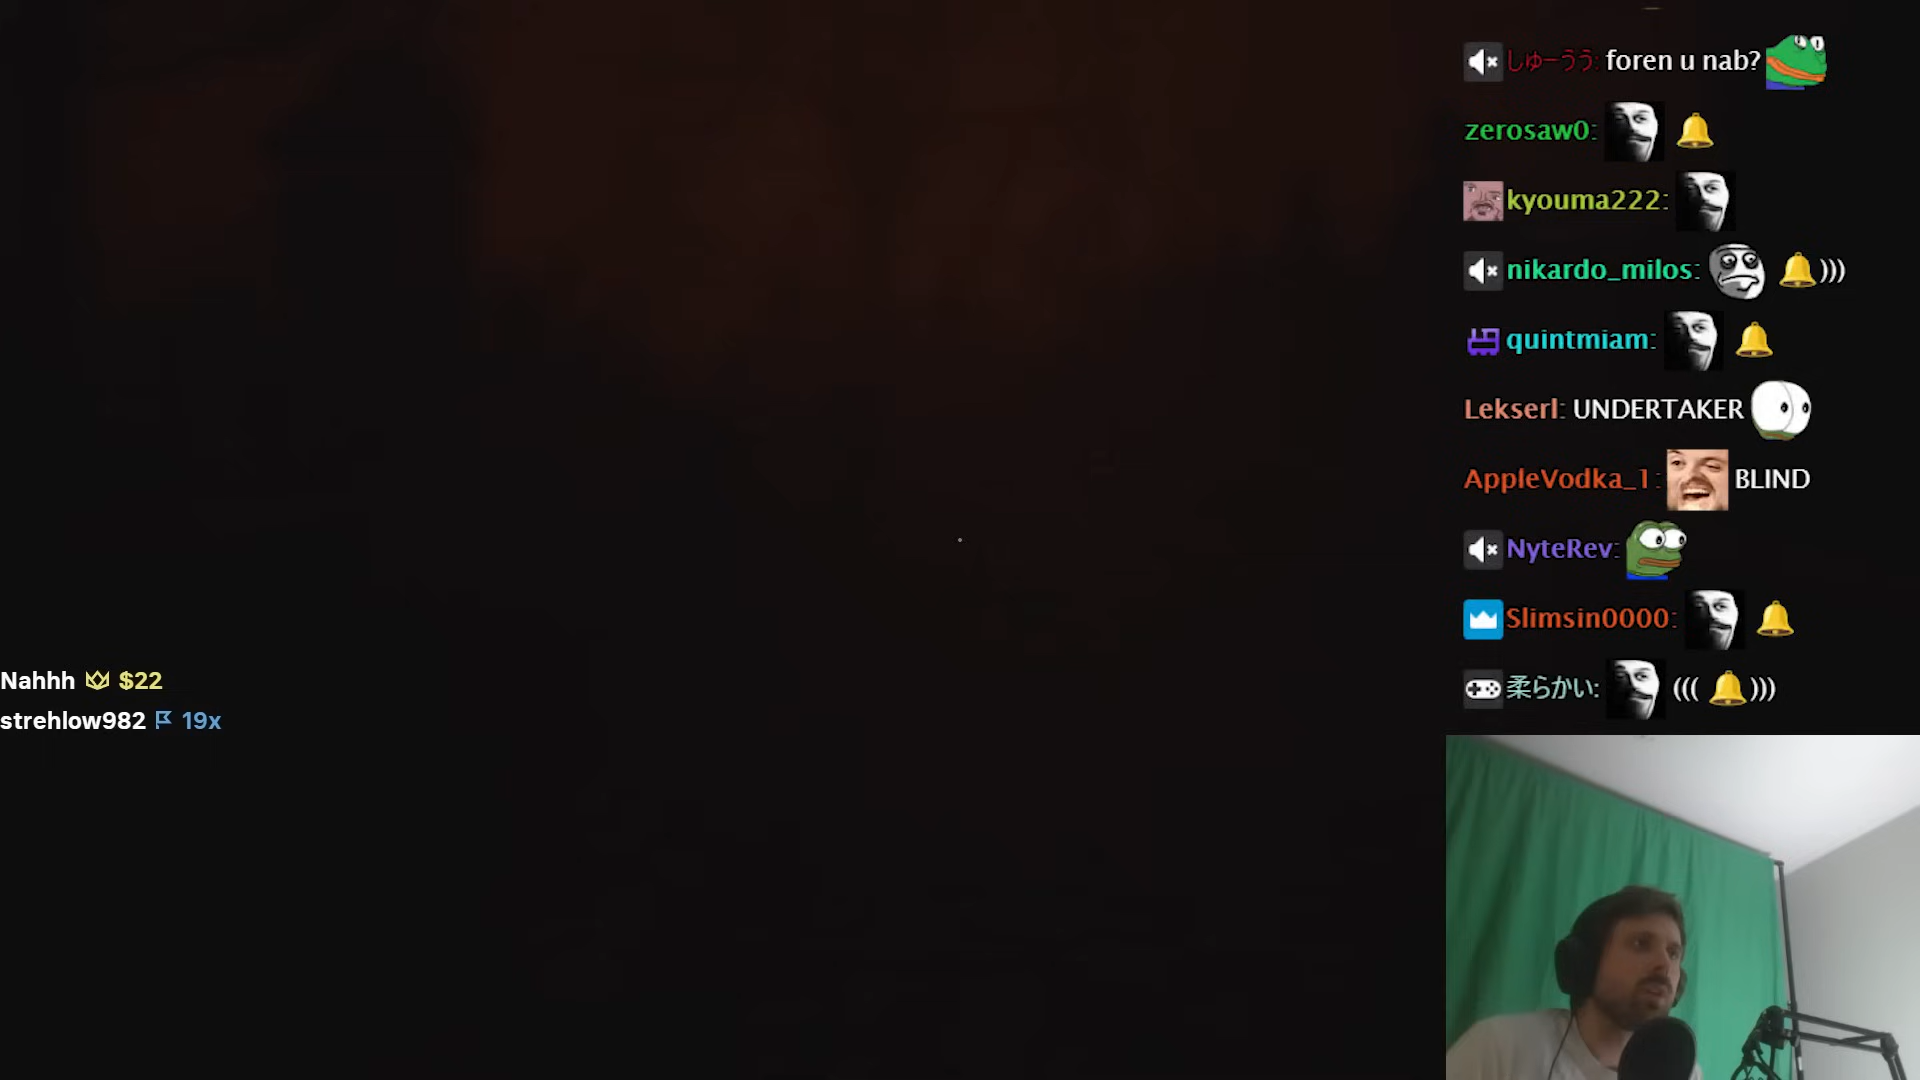 しゅーうう: foren u nab?
zerosaw0:
kyouma222:
nikardo_milos: )))
quintmiam:
Lekserl: UNDERTAKER
AppleVodka_1: BLIND
NyteRev:
Slimsin0000:
柔らかい: ((( )))
Nahhh $22
strehlow982 19x